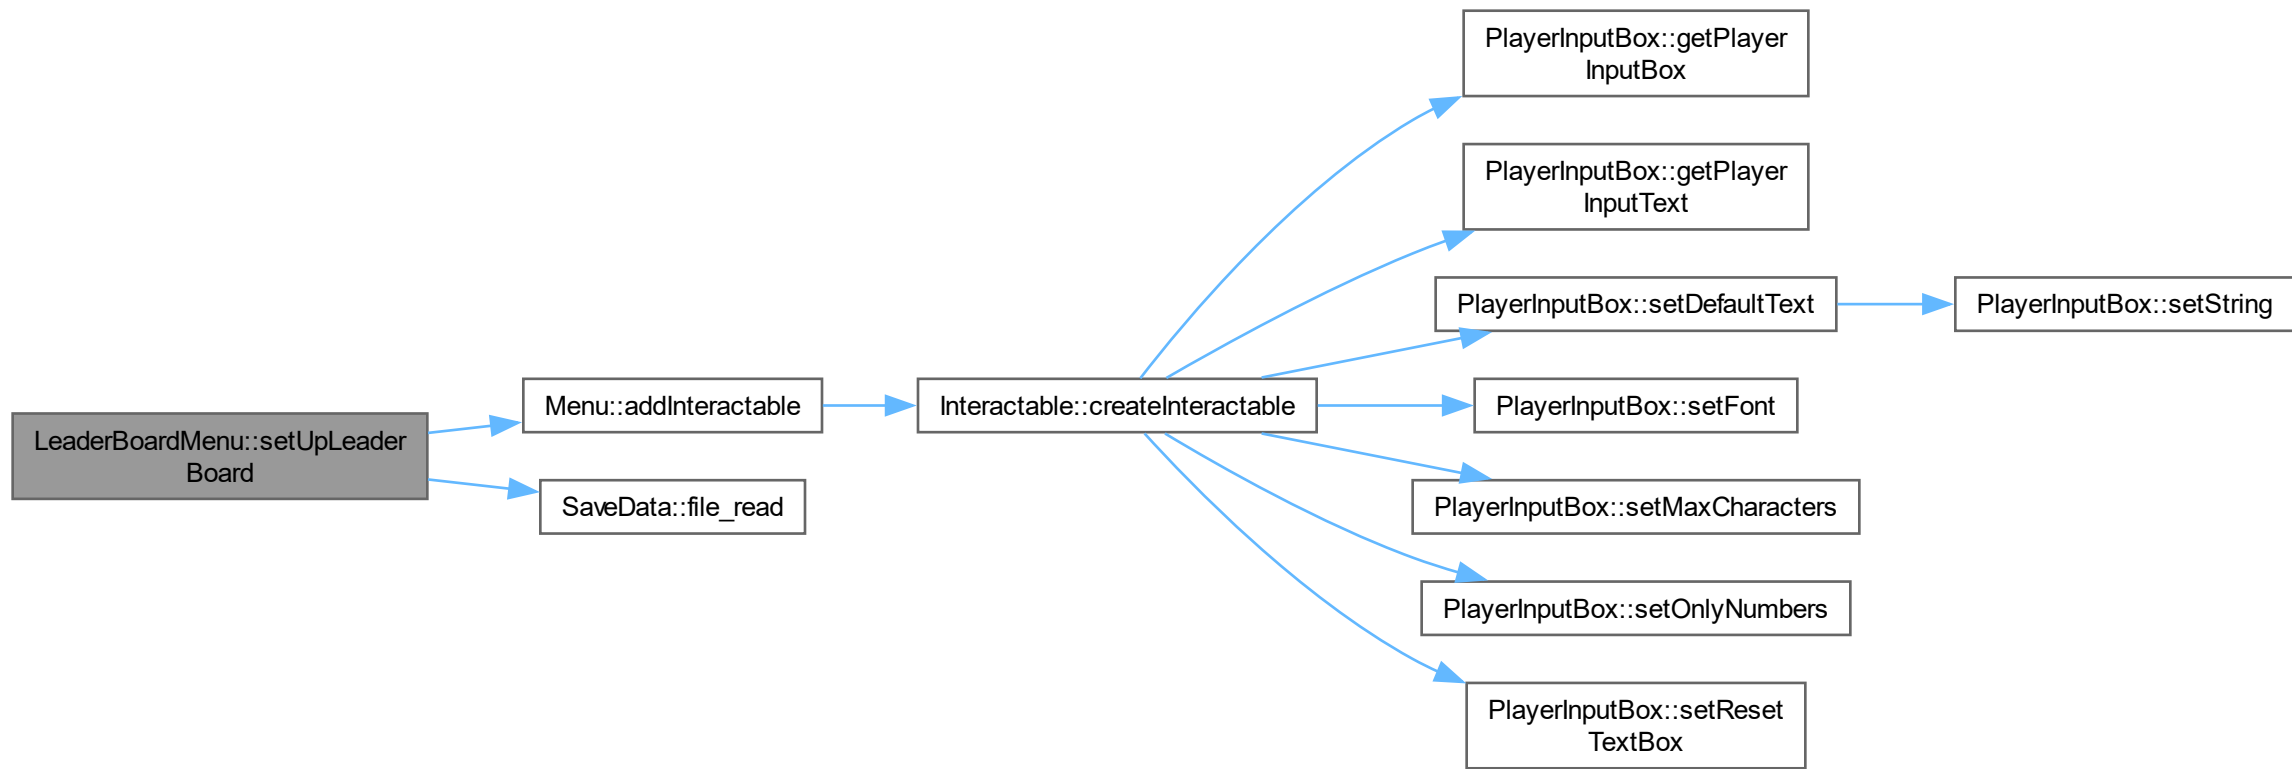 LeaderBoardMenu::setUpLeader
Board
Menu::addInteractable
SaveData::file_read
Interactable::createInteractable
PlayerInputBox::getPlayer
InputBox
PlayerInputBox::getPlayer
InputText
PlayerInputBox::setDefaultText
PlayerInputBox::setString
PlayerInputBox::setFont
PlayerInputBox::setMaxCharacters
PlayerInputBox::setOnlyNumbers
PlayerInputBox::setReset
TextBox